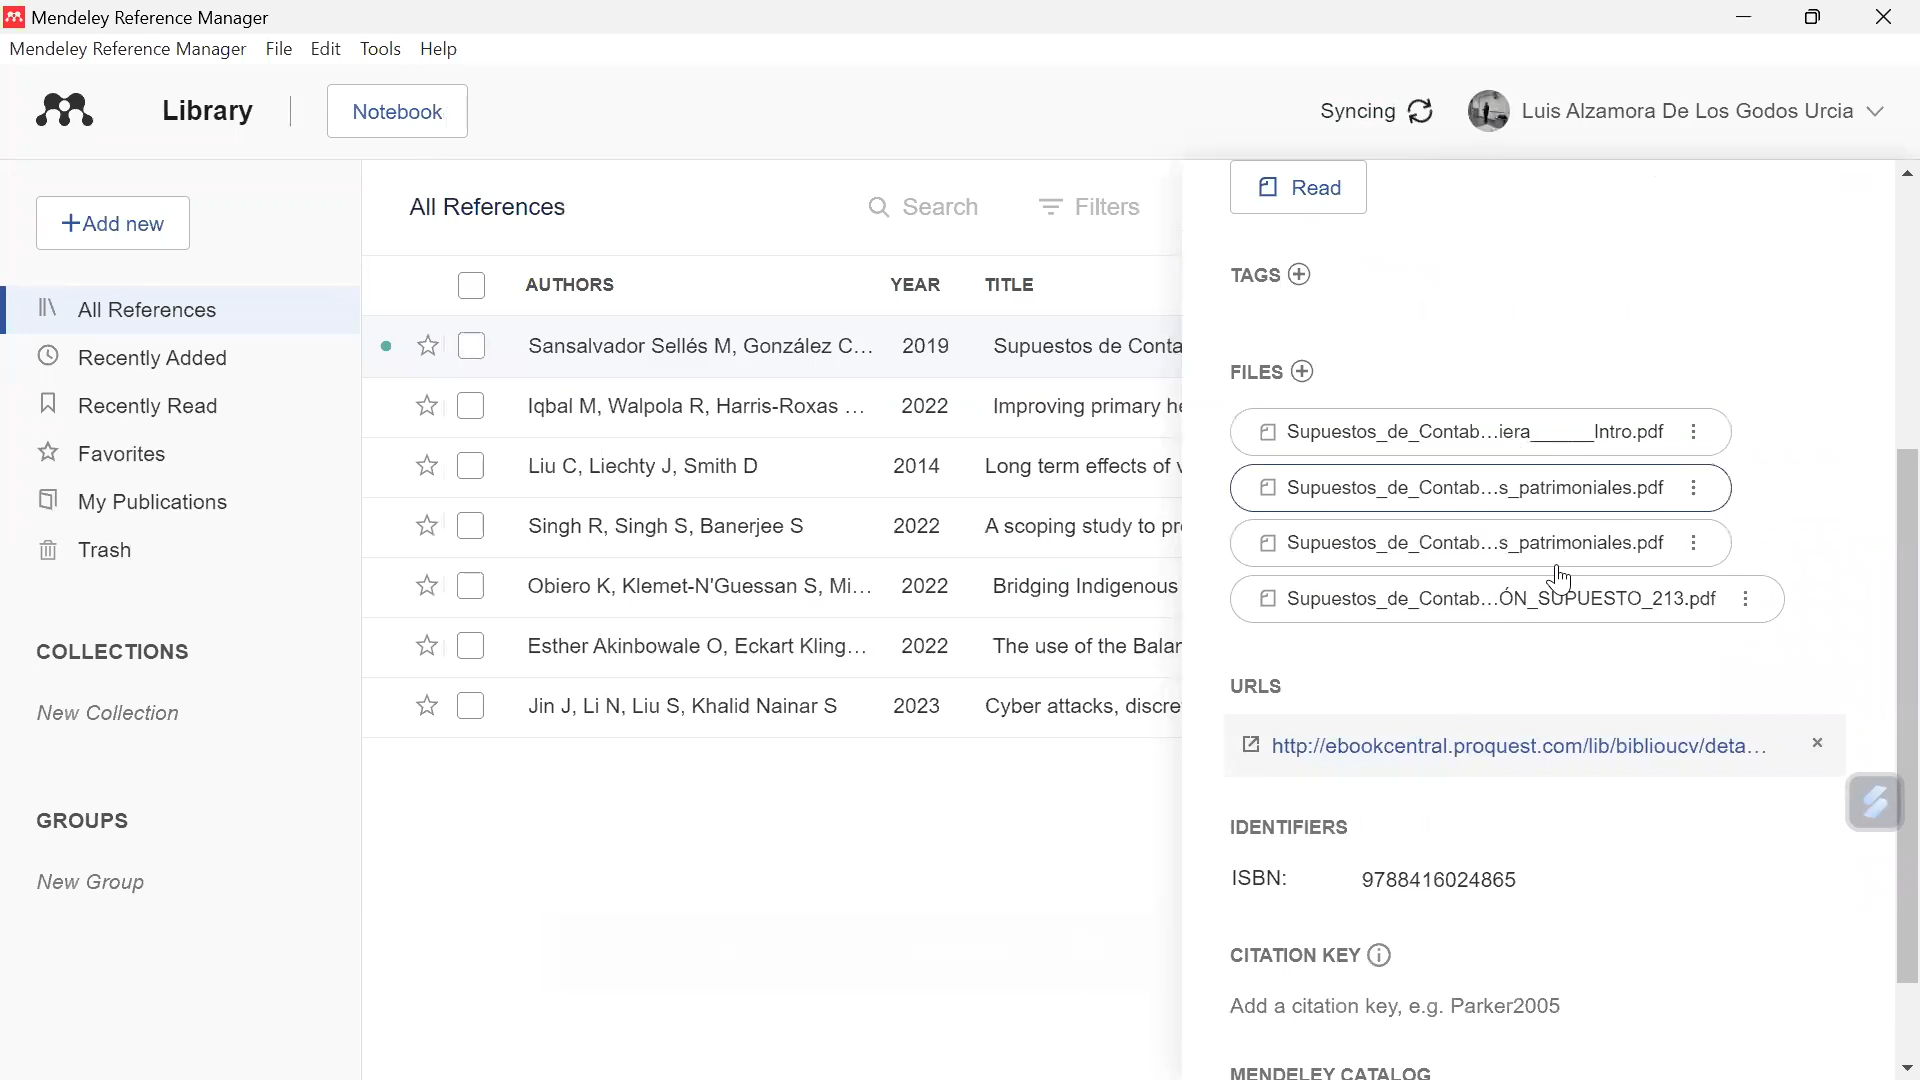 Mendeley Reference Manager
Mendeley Reference Manager File Edit Tools Help
Library
Notebook
Syncing
Luis Alzamora De Los Godos Urcia
+Add new
All References
Recently Added
Recently Read
Favorites
My Publications
Trash
COLLECTIONS
New Collection
GROUPS
New Group
All References
Search
Filters
AUTHORS YEAR TITLE
Sansalvador Sellés M, González C... 2019 Supuestos de Conta
Iqbal M, Walpola R, Harris-Roxas ... 2022 Improving primary he
Liu C, Liechty J, Smith D 2014 Long term effects of v
Singh R, Singh S, Banerjee S 2022 A scoping study to pr
Obiero K, Klemet-N'Guessan S, Mi... 2022 Bridging Indigenous
Esther Akinbowale O, Eckart Kling... 2022 The use of the Balar
Jin J, Li N, Liu S, Khalid Nainar S 2023 Cyber attacks, discre
Read
TAGS
FILES
Supuestos_de_Contab...iera______Intro.pdf
Supuestos_de_Contab...s_patrimoniales.pdf
Supuestos_de_Contab...s_patrimoniales.pdf
Supuestos_de_Contab...ÓN_SUPUESTO_213.pdf
URLS
http://ebookcentral.proquest.com/lib/biblioucv/deta...
IDENTIFIERS
ISBN: 9788416024865
CITATION KEY
Add a citation key, e.g. Parker2005
MENDELEY CATALOG